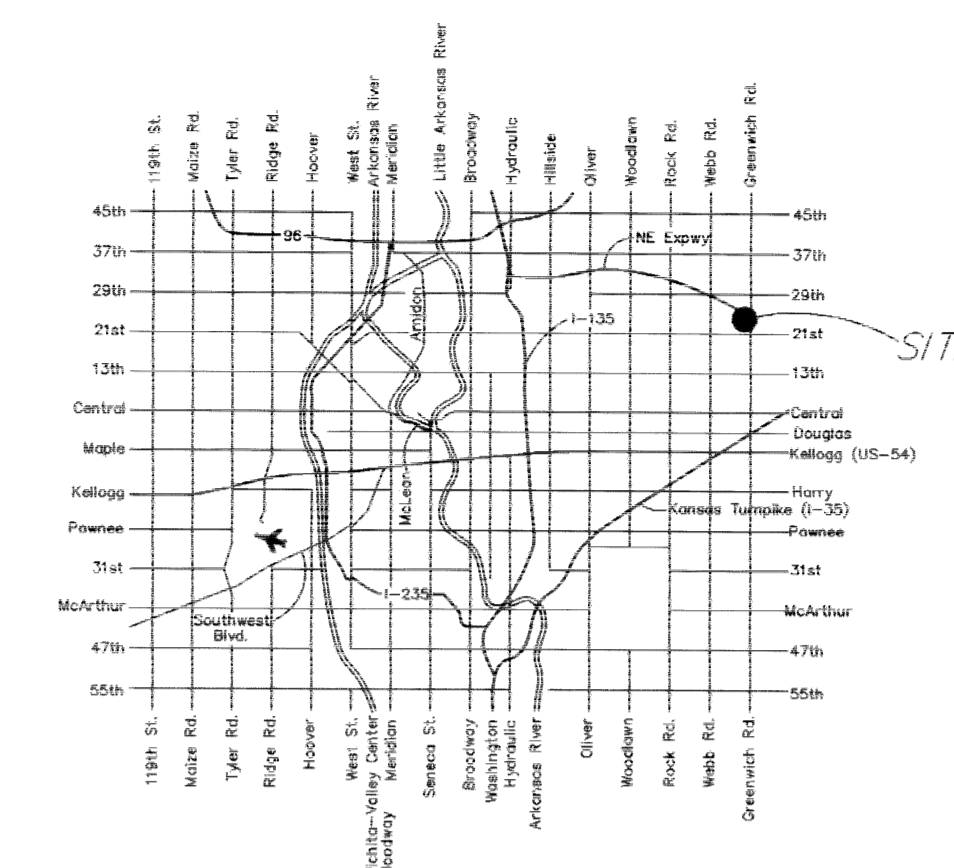 119th St.
Maize Rd.
Tyler Rd.
Ridge Rd.
Hoover
West St.
Arkansas River
Meridian
Little Arkansas River
Broadway
Hydraulic
Hillside
Oliver
Woodlawn
Rock Rd.
Webb Rd.
Greenwich Rd.
45th
45th
96
NE Expwy
37th
37th
29th
29th
Amidon
I-135
21st
21st
SIT
13th
13th
Central
Central
Douglas
Maple
Kellogg (US-54)
McLean
Kellogg
Harry
Kansas Turnpike (I-35)
Pawnee
Pawnee
31st
31st
I-235
McArthur
McArthur
Southwest
Blvd.
47th
47th
55th
55th
119th St.
Maize Rd.
Tyler Rd.
Ridge Rd.
Hoover
West St.
ichita-Valley Center
loodway
Meridian
Seneca St.
Broadway
Washington
Hydraulic
Arkansas River
Oliver
Woodlawn
Rock Rd.
Webb Rd.
Greenwich Rd.